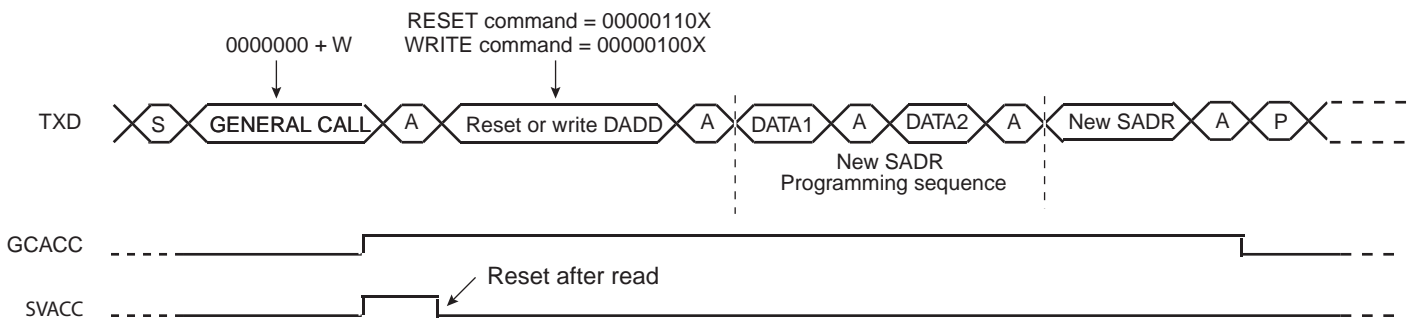 RESET command = 00000110X
0000000 + W
WRITE command = 00000100X
TXD
S
GENERAL CALL
A
Reset or write DADD
A
DATA1
A
DATA2
A
New SADR
A
P
New SADR
Programming sequence
GCACC
Reset after read
SVACC